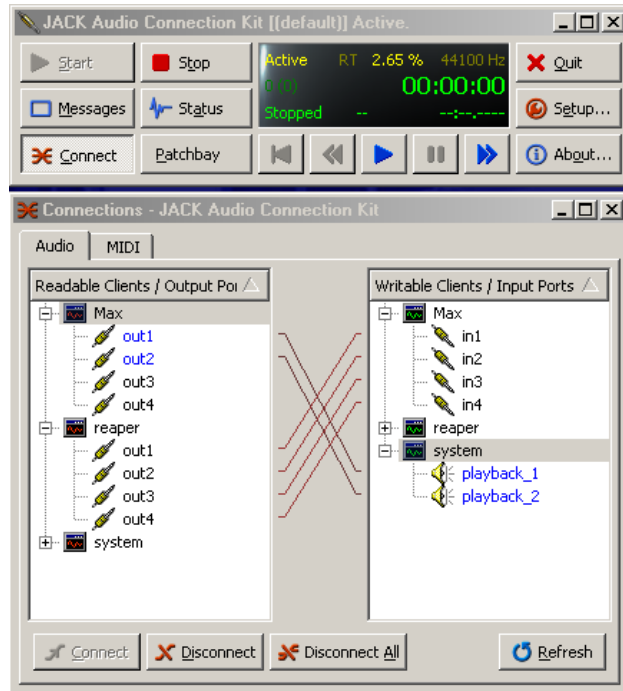 JACK Audio Connection Kit [(default)] Active.
Start
Stop
Active RT 2.65 % 44100 Hz
Quit
0 (0) 00:00:00
Messages
Status
Stopped -- --:--.----
Setup...
Connect
Patchbay
About...
Connections - JACK Audio Connection Kit
Audio
MIDI
Readable Clients / Output Por
Max
out1
out2
out3
out4
reaper
out1
out2
out3
out4
system
Writable Clients / Input Ports
Max
in1
in2
in3
in4
reaper
system
playback_1
playback_2
Connect
Disconnect
Disconnect All
Refresh